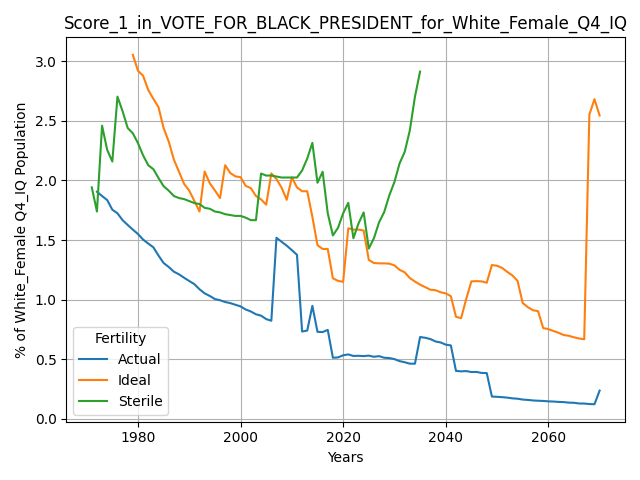 Score_1_in_VOTE_FOR_BLACK_PRESIDENT_for_White_Female_Q4_IQ
% of White_Female Q4_IQ Population
3.0
2.5
2.0
1.5
1.0
0.5
0.0
Fertility
Actual
Ideal
Sterile
1980 2000 2020 2040 2060
Years